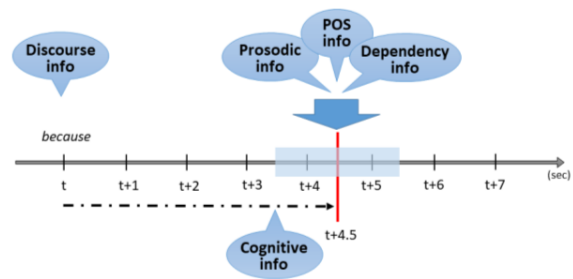 POS
info
Discourse
info
Prosodic
info
Dependency
info
because
t
t+1
t+2
t+3
t+4
t+5
t+6
t+7
(sec)
t+4.5
Cognitive
info